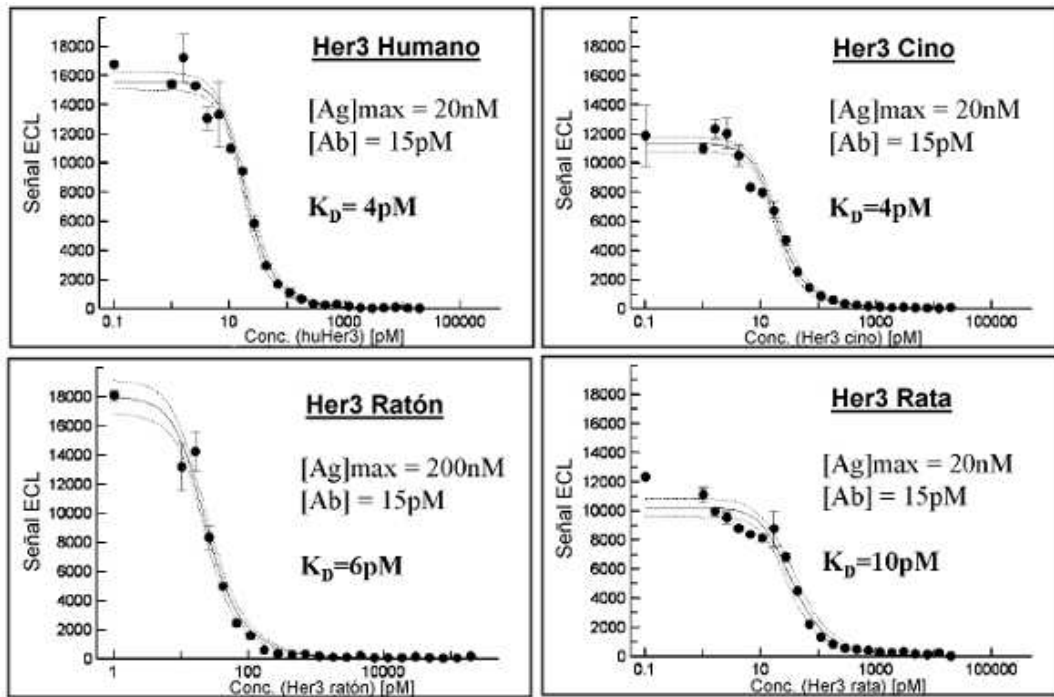 Her3 Humano
[Ag]max = 20nM
[Ab] = 15pM
K_D= 4pM
Señal ECL
18000
16000
14000
12000
10000
8000
6000
4000
2000
0
0.1
10
1000
100000
Conc. (huHer3) [pM]
Her3 Cino
[Ag]max = 20nM
[Ab] = 15pM
K_D=4pM
Señal ECL
18000
16000
14000
12000
10000
8000
6000
4000
2000
0
0.1
10
1000
100000
Conc. (Her3 cino) [pM]
Her3 Ratón
[Ag]max = 200nM
[Ab] = 15pM
K_D=6pM
Señal ECL
18000
16000
14000
12000
10000
8000
6000
4000
2000
0
1
100
10000
Conc. (Her3 ratón) [pM]
Her3 Rata
[Ag]max = 20nM
[Ab] = 15pM
K_D=10pM
Señal ECL
18000
16000
14000
12000
10000
8000
6000
4000
2000
0
0.1
10
1000
100000
Conc. (Her3 rata) [pM]